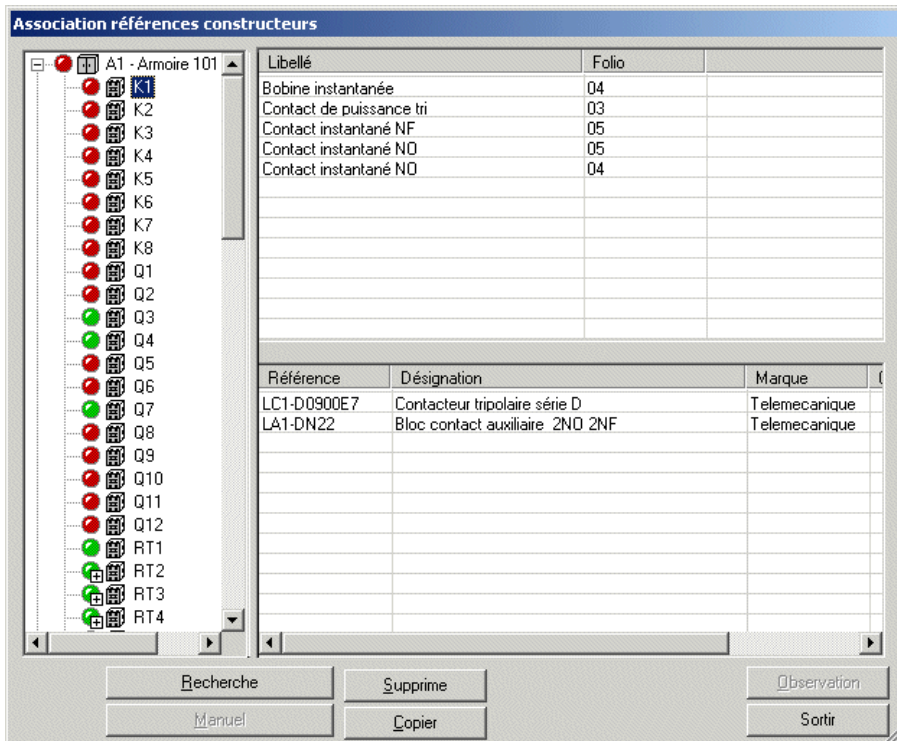 Association références constructeurs
A1 - Armoire 101
K1
K2
K3
K4
K5
K6
K7
K8
Q1
Q2
Q3
Q4
Q5
Q6
Q7
Q8
Q9
Q10
Q11
Q12
RT1
RT2
RT3
RT4
Libellé Folio
Bobine instantanée 04
Contact de puissance tri 03
Contact instantané NF 05
Contact instantané NO 05
Contact instantané NO 04
Référence Désignation Marque
LC1-D0900E7 Contacteur tripolaire série D Telemecanique
LA1-DN22 Bloc contact auxiliaire 2NO 2NF Telemecanique
Recherche Supprime Observation
Manuel Copier Sortir